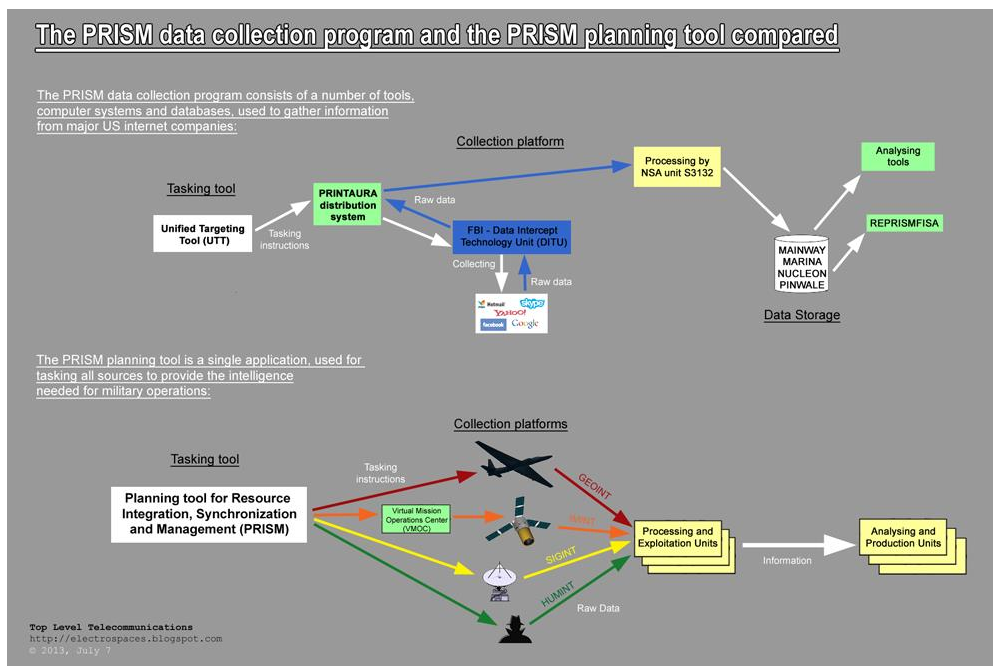 The PRISM data collection program and the PRISM planning tool compared
The PRISM data collection program consists of a number of tools,
computer systems and databases, used to gather information
from major US internet companies:
Collection platform
Tasking tool
Unified Targeting
Tool (UTT)
Tasking
instructions
PRINTAURA
distribution
system
Raw data
FBI - Data Intercept
Technology Unit (DITU)
Collecting
Raw data
Hotmail
skype
YAHOO!
facebook
Google
Processing by
NSA unit S3132
MAINWAY
MARINA
NUCLEON
PINWALE
Data Storage
Analysing
tools
REPRISMFISA
The PRISM planning tool is a single application, used for
tasking all sources to provide the intelligence
needed for military operations:
Collection platforms
Tasking tool
Planning tool for Resource
Integration, Synchronization
and Management (PRISM)
Tasking
instructions
Virtual Mission
Operations Center
(VMOC)
GEOINT
IMINT
SIGINT
HUMINT
Raw Data
Processing and
Exploitation Units
Information
Analysing and
Production Units
Top Level Telecommunications
http://electrospaces.blogspot.com
© 2013, July 7